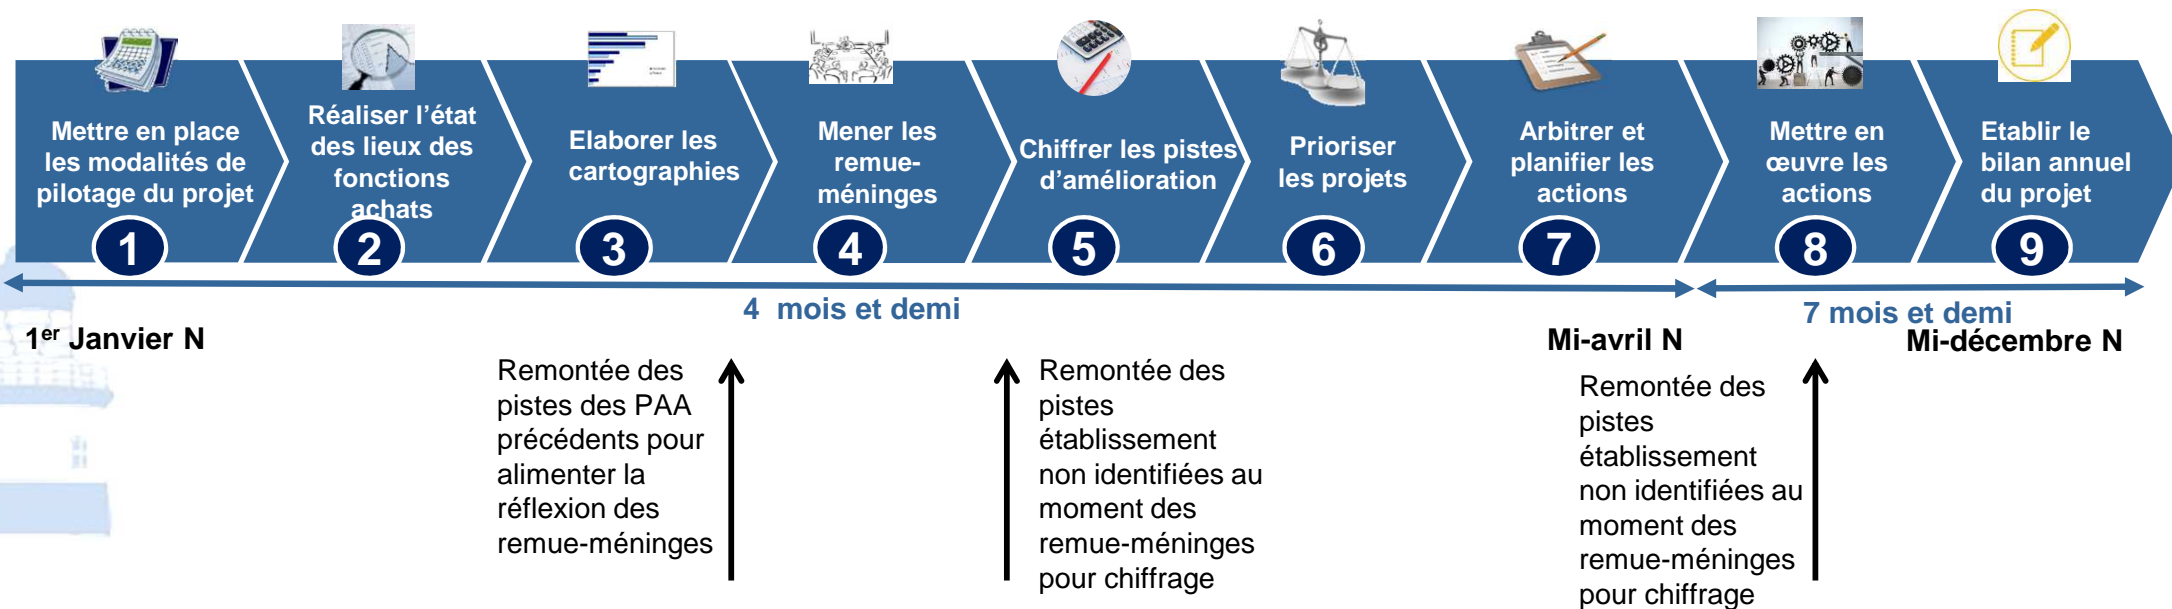 Mettre en place
les modalités de
pilotage du projet
1
Réaliser l’état
des lieux des
fonctions
achats
2
Elaborer les
cartographies
3
Mener les
remue-
méninges
4
Chiffrer les pistes
d’amélioration
5
Prioriser
les projets
6
Arbitrer et
planifier les
actions
7
Mettre en
œuvre les
actions
8
Etablir le
bilan annuel
du projet
9
4 mois et demi
7 mois et demi
1er Janvier N
Mi-avril N
Mi-décembre N
Remontée des
pistes des PAA
précédents pour
alimenter la
réflexion des
remue-méninges
Remontée des
pistes
établissement
non identifiées au
moment des
remue-méninges
pour chiffrage
Remontée des
pistes
établissement
non identifiées au
moment des
remue-méninges
pour chiffrage